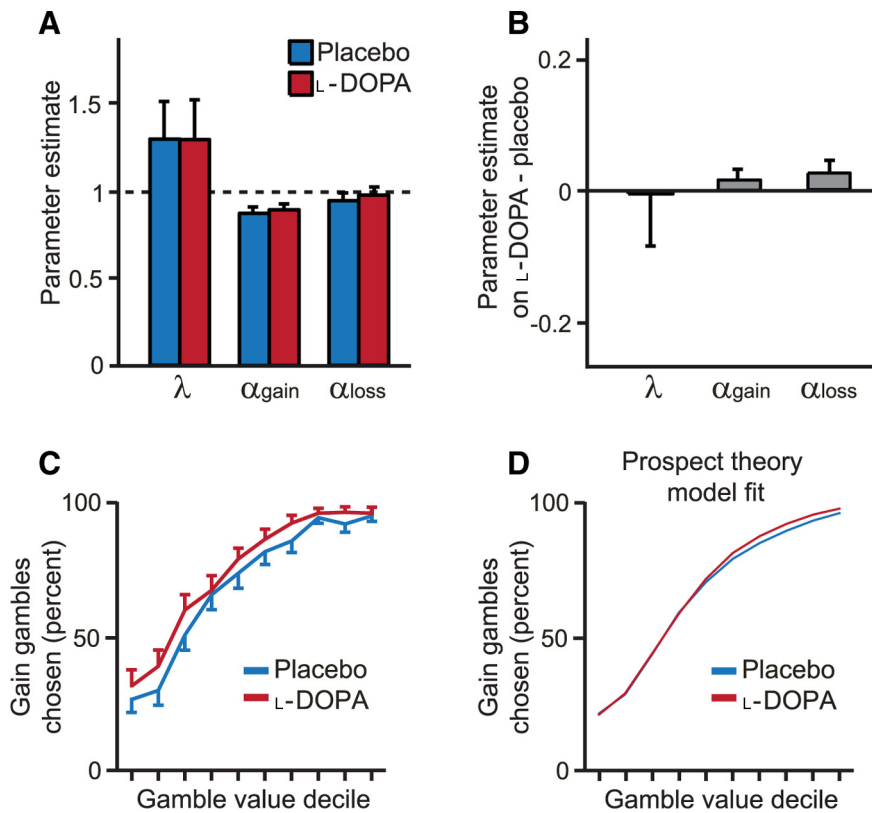 A
Placebo
L-DOPA
Parameter estimate
1.5
1
0.5
0
λ
αgain
αloss
B
Parameter estimate
on L-DOPA - placebo
0.2
0
-0.2
λ
αgain
αloss
C
Gain gambles
chosen (percent)
100
50
0
Placebo
L-DOPA
Gamble value decile
D
Prospect theory
model fit
Gain gambles
chosen (percent)
100
50
0
Placebo
L-DOPA
Gamble value decile